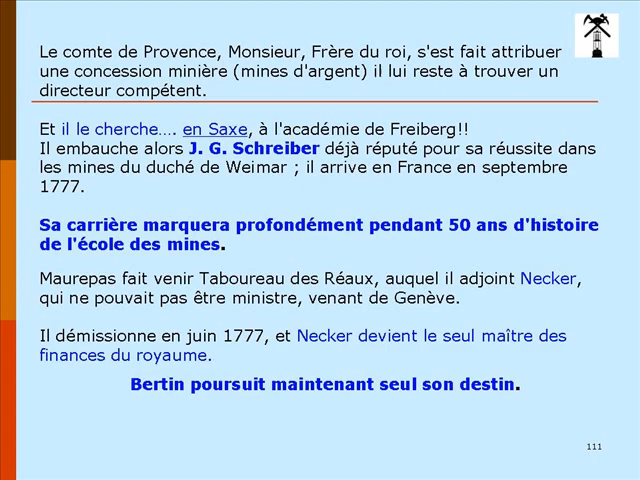 Le comte de Provence, Monsieur, Frère du roi, s'est fait attribuer
une concession minière (mines d'argent) il lui reste à trouver un
directeur compétent.
Et il le cherche…. en Saxe, à l'académie de Freiberg!!
Il embauche alors J. G. Schreiber déjà réputé pour sa réussite dans
les mines du duché de Weimar ; il arrive en France en septembre
1777.
Sa carrière marquera profondément pendant 50 ans d'histoire
de l'école des mines.
Maurepas fait venir Taboureau des Réaux, auquel il adjoint Necker,
qui ne pouvait pas être ministre, venant de Genève.
Il démissionne en juin 1777, et Necker devient le seul maître des
finances du royaume.
Bertin poursuit maintenant seul son destin.
111